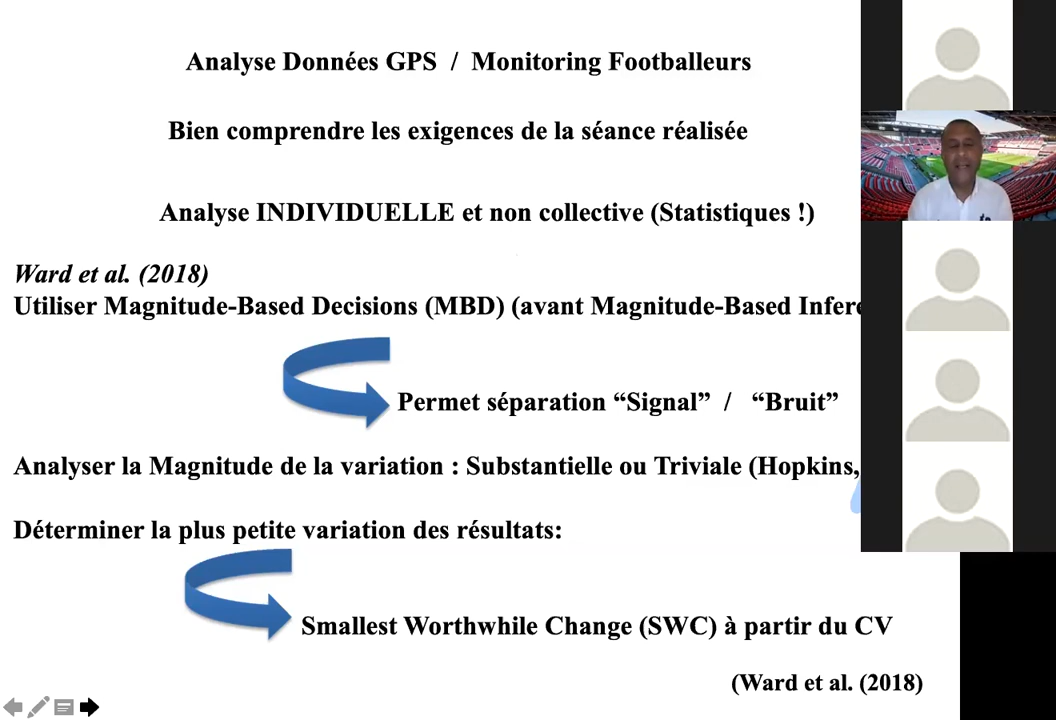 Analyse Données GPS / Monitoring Footballeurs
Bien comprendre les exigences de la séance réalisée
Analyse INDIVIDUELLE et non collective (Statistiques !)
Ward et al. (2018)
Utiliser Magnitude-Based Decisions (MBD) (avant Magnitude-Based Infere
Permet séparation “Signal” / “Bruit”
Analyser la Magnitude de la variation : Substantielle ou Triviale (Hopkins,
Déterminer la plus petite variation des résultats:
Smallest Worthwhile Change (SWC) à partir du CV
(Ward et al. (2018)